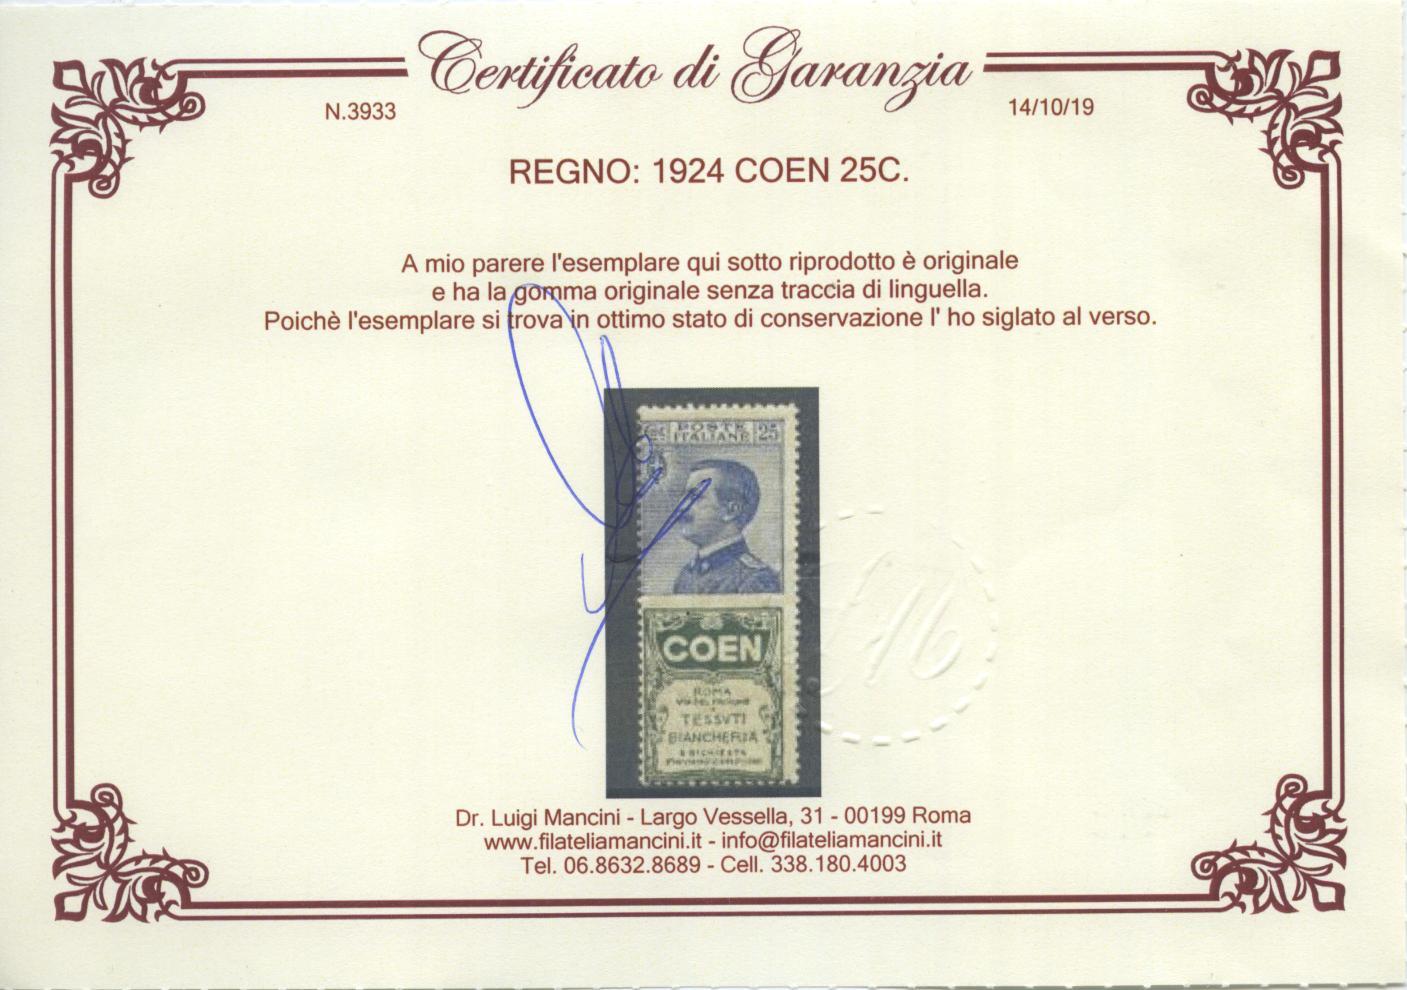 Certificato di Garanzia
N.3933
14/10/19
REGNO: 1924 COEN 25C.
A mio parere l'esemplare qui sotto riprodotto è originale
e ha la gomma originale senza traccia di linguella.
Poichè l'esemplare si trova in ottimo stato di conservazione l' ho siglato al verso.
POSTE 25
ITALIANE
COEN
ROMA
TESSVTI
BIANCHERIA
Dr. Luigi Mancini - Largo Vessella, 31 - 00199 Roma
www.filateliamancini.it - info@filateliamancini.it
Tel. 06.8632.8689 - Cell. 338.180.4003